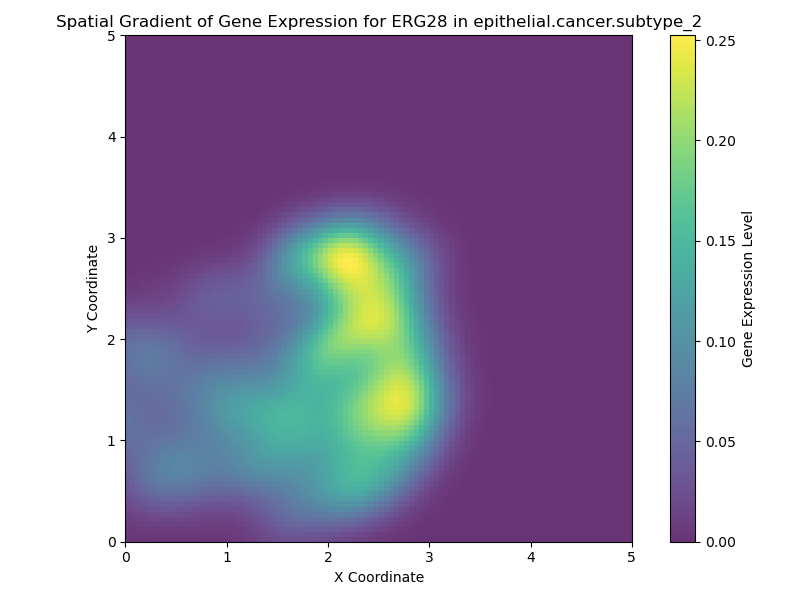 Spatial Gradient of Gene Expression for ERG28 in epithelial.cancer.subtype_2
5
4
3
2
1
0
0 1 2 3 4 5
Y Coordinate
X Coordinate
0.25
0.20
0.15
0.10
0.05
0.00
Gene Expression Level